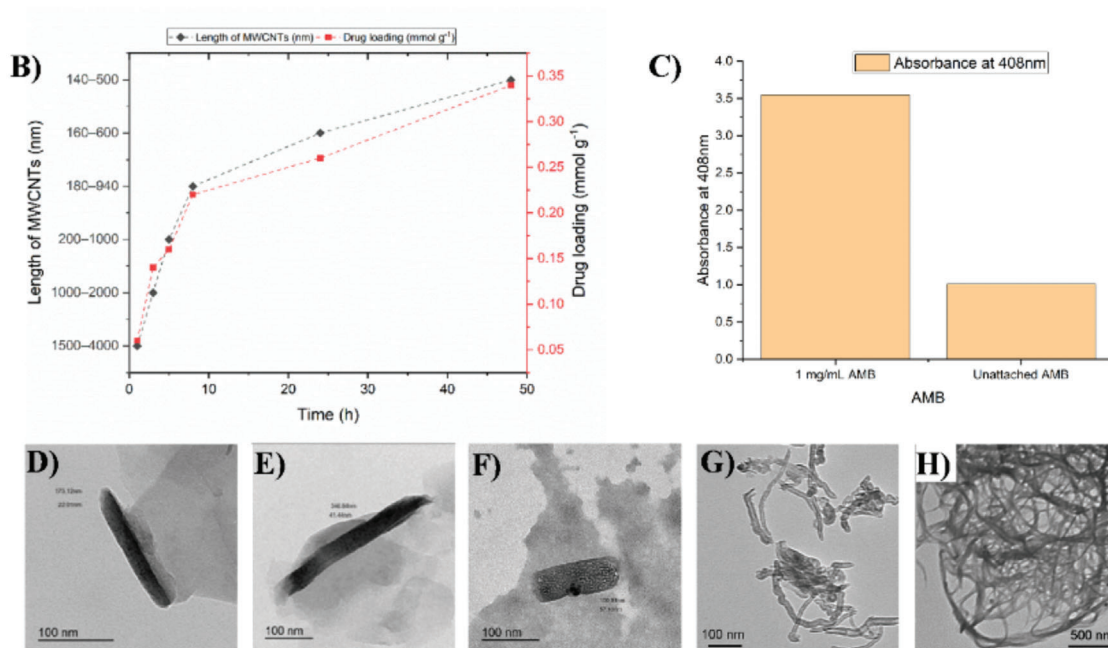 B)
Length of MWCNTs (nm)
Drug loading (mmol g⁻¹)
140–500
160–600
180–940
200–1000
1000–2000
1500–4000
Length of MWCNTs (nm)
0.35
0.30
0.25
0.20
0.15
0.10
0.05
Drug loading (mmol g⁻¹)
0 10 20 30 40 50
Time (h)
C)
Absorbance at 408nm
4.0
3.5
3.0
2.5
2.0
1.5
1.0
0.5
0.0
Absorbance at 408nm
1 mg/mL AMB
Unattached AMB
AMB
D)
100 nm
E)
100 nm
F)
100 nm
G)
100 nm
H)
500 nm